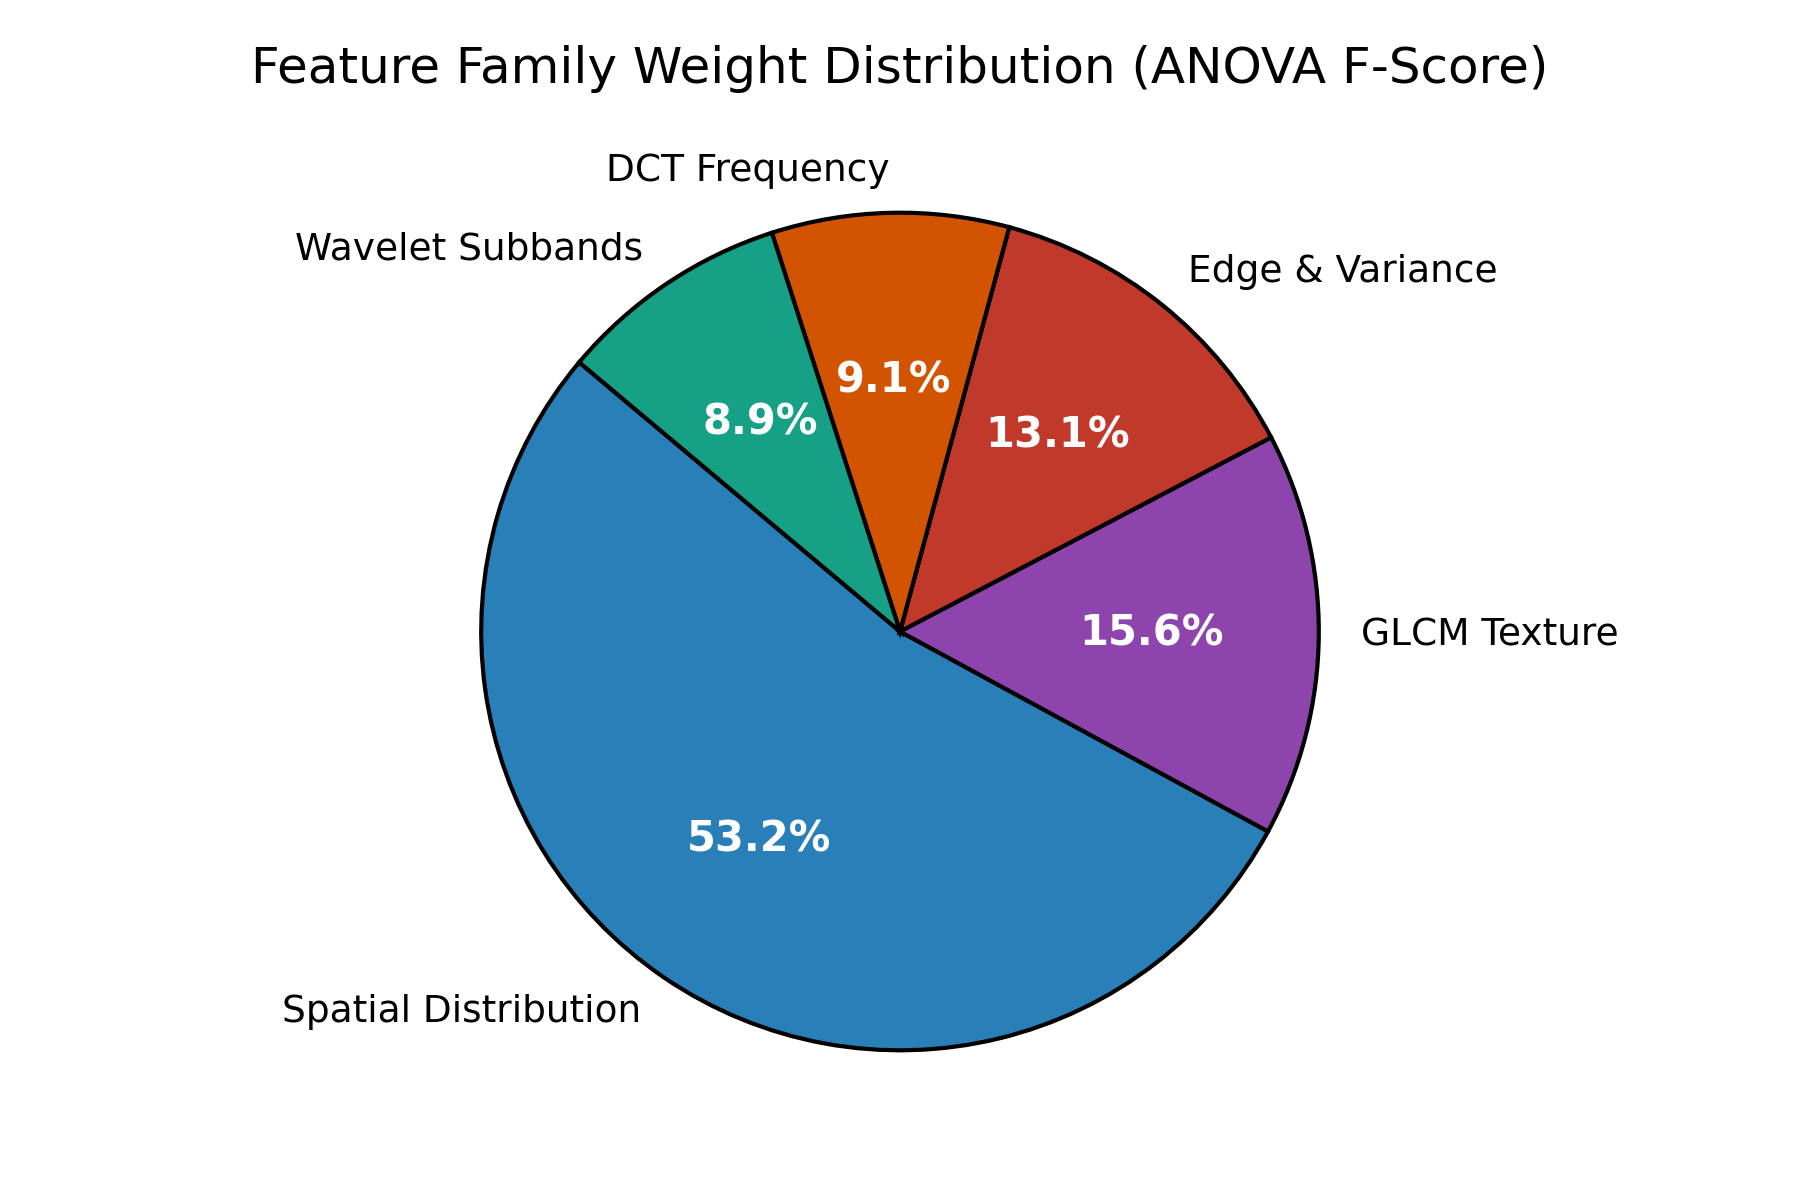 Feature Family Weight Distribution (ANOVA F-Score)
DCT Frequency
Wavelet Subbands
Edge & Variance
9.1%
8.9%
13.1%
15.6%
GLCM Texture
53.2%
Spatial Distribution